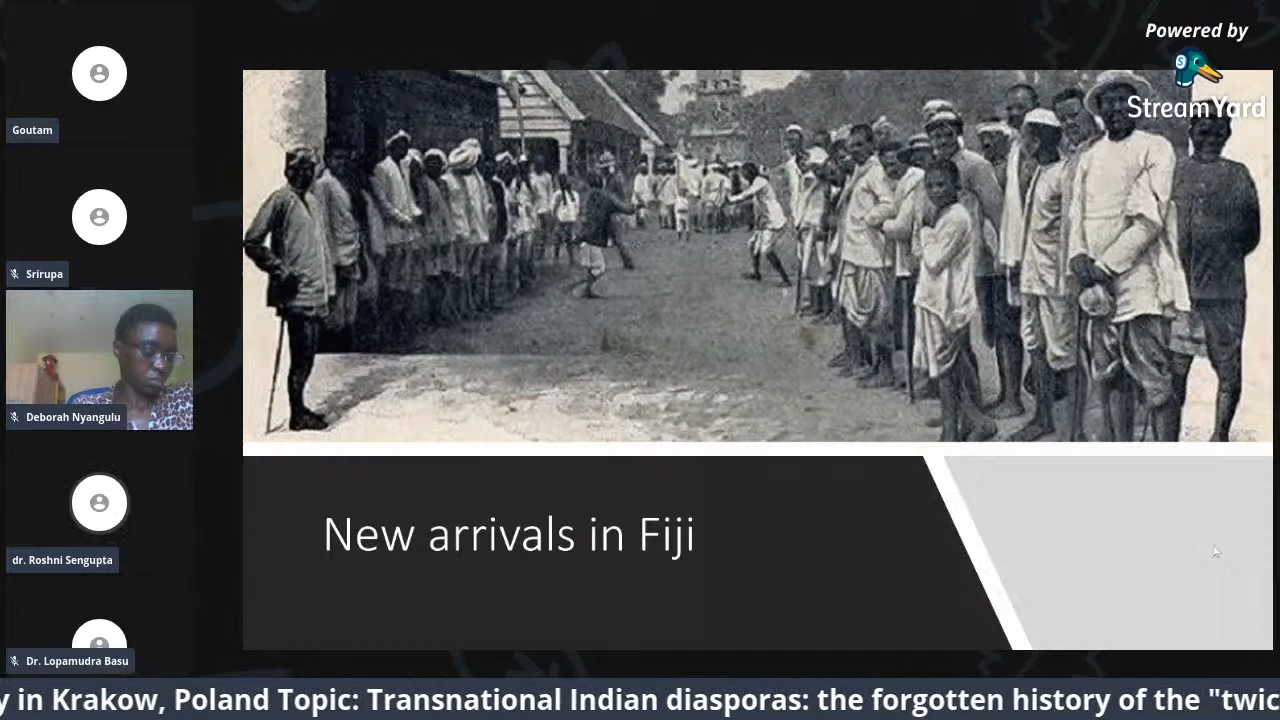 Powered by
StreamYard
Goutam
Srirupa
Deborah Nyangulu
dr. Roshni Sengupta
Dr. Lopamudra Basu
New arrivals in Fiji
y in Krakow, Poland Topic: Transnational Indian diasporas: the forgotten history of the "twic